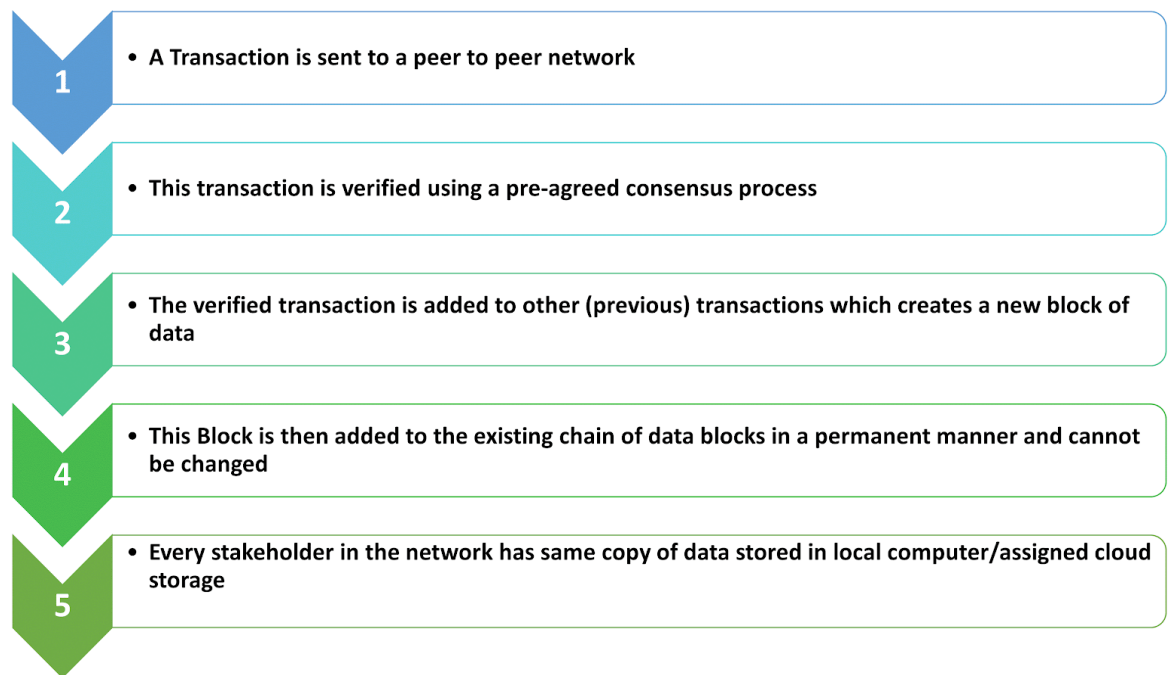 1
• A Transaction is sent to a peer to peer network
2
• This transaction is verified using a pre-agreed consensus process
3
• The verified transaction is added to other (previous) transactions which creates a new block of
data
4
• This Block is then added to the existing chain of data blocks in a permanent manner and cannot
be changed
5
• Every stakeholder in the network has same copy of data stored in local computer/assigned cloud
storage